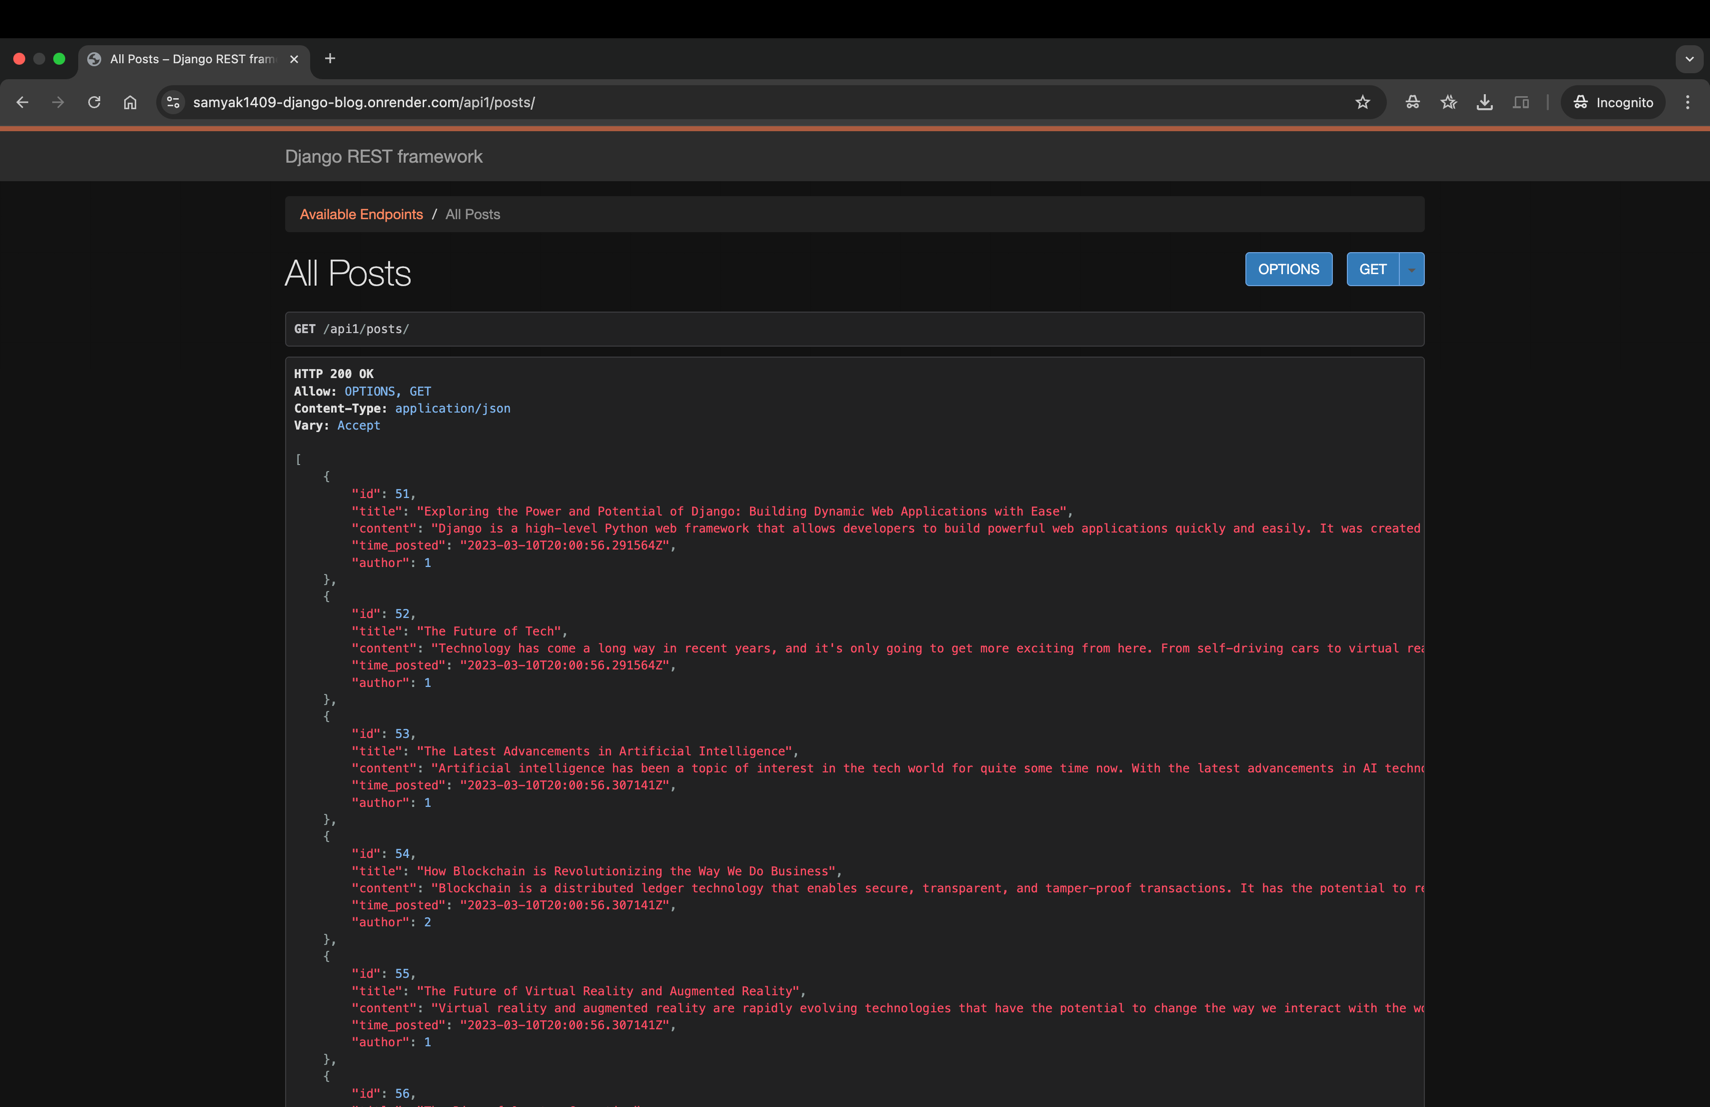 All Posts – Django REST fram
samyak1409-django-blog.onrender.com/api1/posts/
Incognito
Django REST framework
Available Endpoints / All Posts
All Posts
OPTIONS
GET
GET /api1/posts/
HTTP 200 OK
Allow: OPTIONS, GET
Content-Type: application/json
Vary: Accept
[
{
"id": 51,
"title": "Exploring the Power and Potential of Django: Building Dynamic Web Applications with Ease",
"content": "Django is a high-level Python web framework that allows developers to build powerful web applications quickly and easily. It was created
"time_posted": "2023-03-10T20:00:56.291564Z",
"author": 1
},
{
"id": 52,
"title": "The Future of Tech",
"content": "Technology has come a long way in recent years, and it's only going to get more exciting from here. From self-driving cars to virtual rea
"time_posted": "2023-03-10T20:00:56.291564Z",
"author": 1
},
{
"id": 53,
"title": "The Latest Advancements in Artificial Intelligence",
"content": "Artificial intelligence has been a topic of interest in the tech world for quite some time now. With the latest advancements in AI techno
"time_posted": "2023-03-10T20:00:56.307141Z",
"author": 1
},
{
"id": 54,
"title": "How Blockchain is Revolutionizing the Way We Do Business",
"content": "Blockchain is a distributed ledger technology that enables secure, transparent, and tamper-proof transactions. It has the potential to re
"time_posted": "2023-03-10T20:00:56.307141Z",
"author": 2
},
{
"id": 55,
"title": "The Future of Virtual Reality and Augmented Reality",
"content": "Virtual reality and augmented reality are rapidly evolving technologies that have the potential to change the way we interact with the wo
"time_posted": "2023-03-10T20:00:56.307141Z",
"author": 1
},
{
"id": 56,